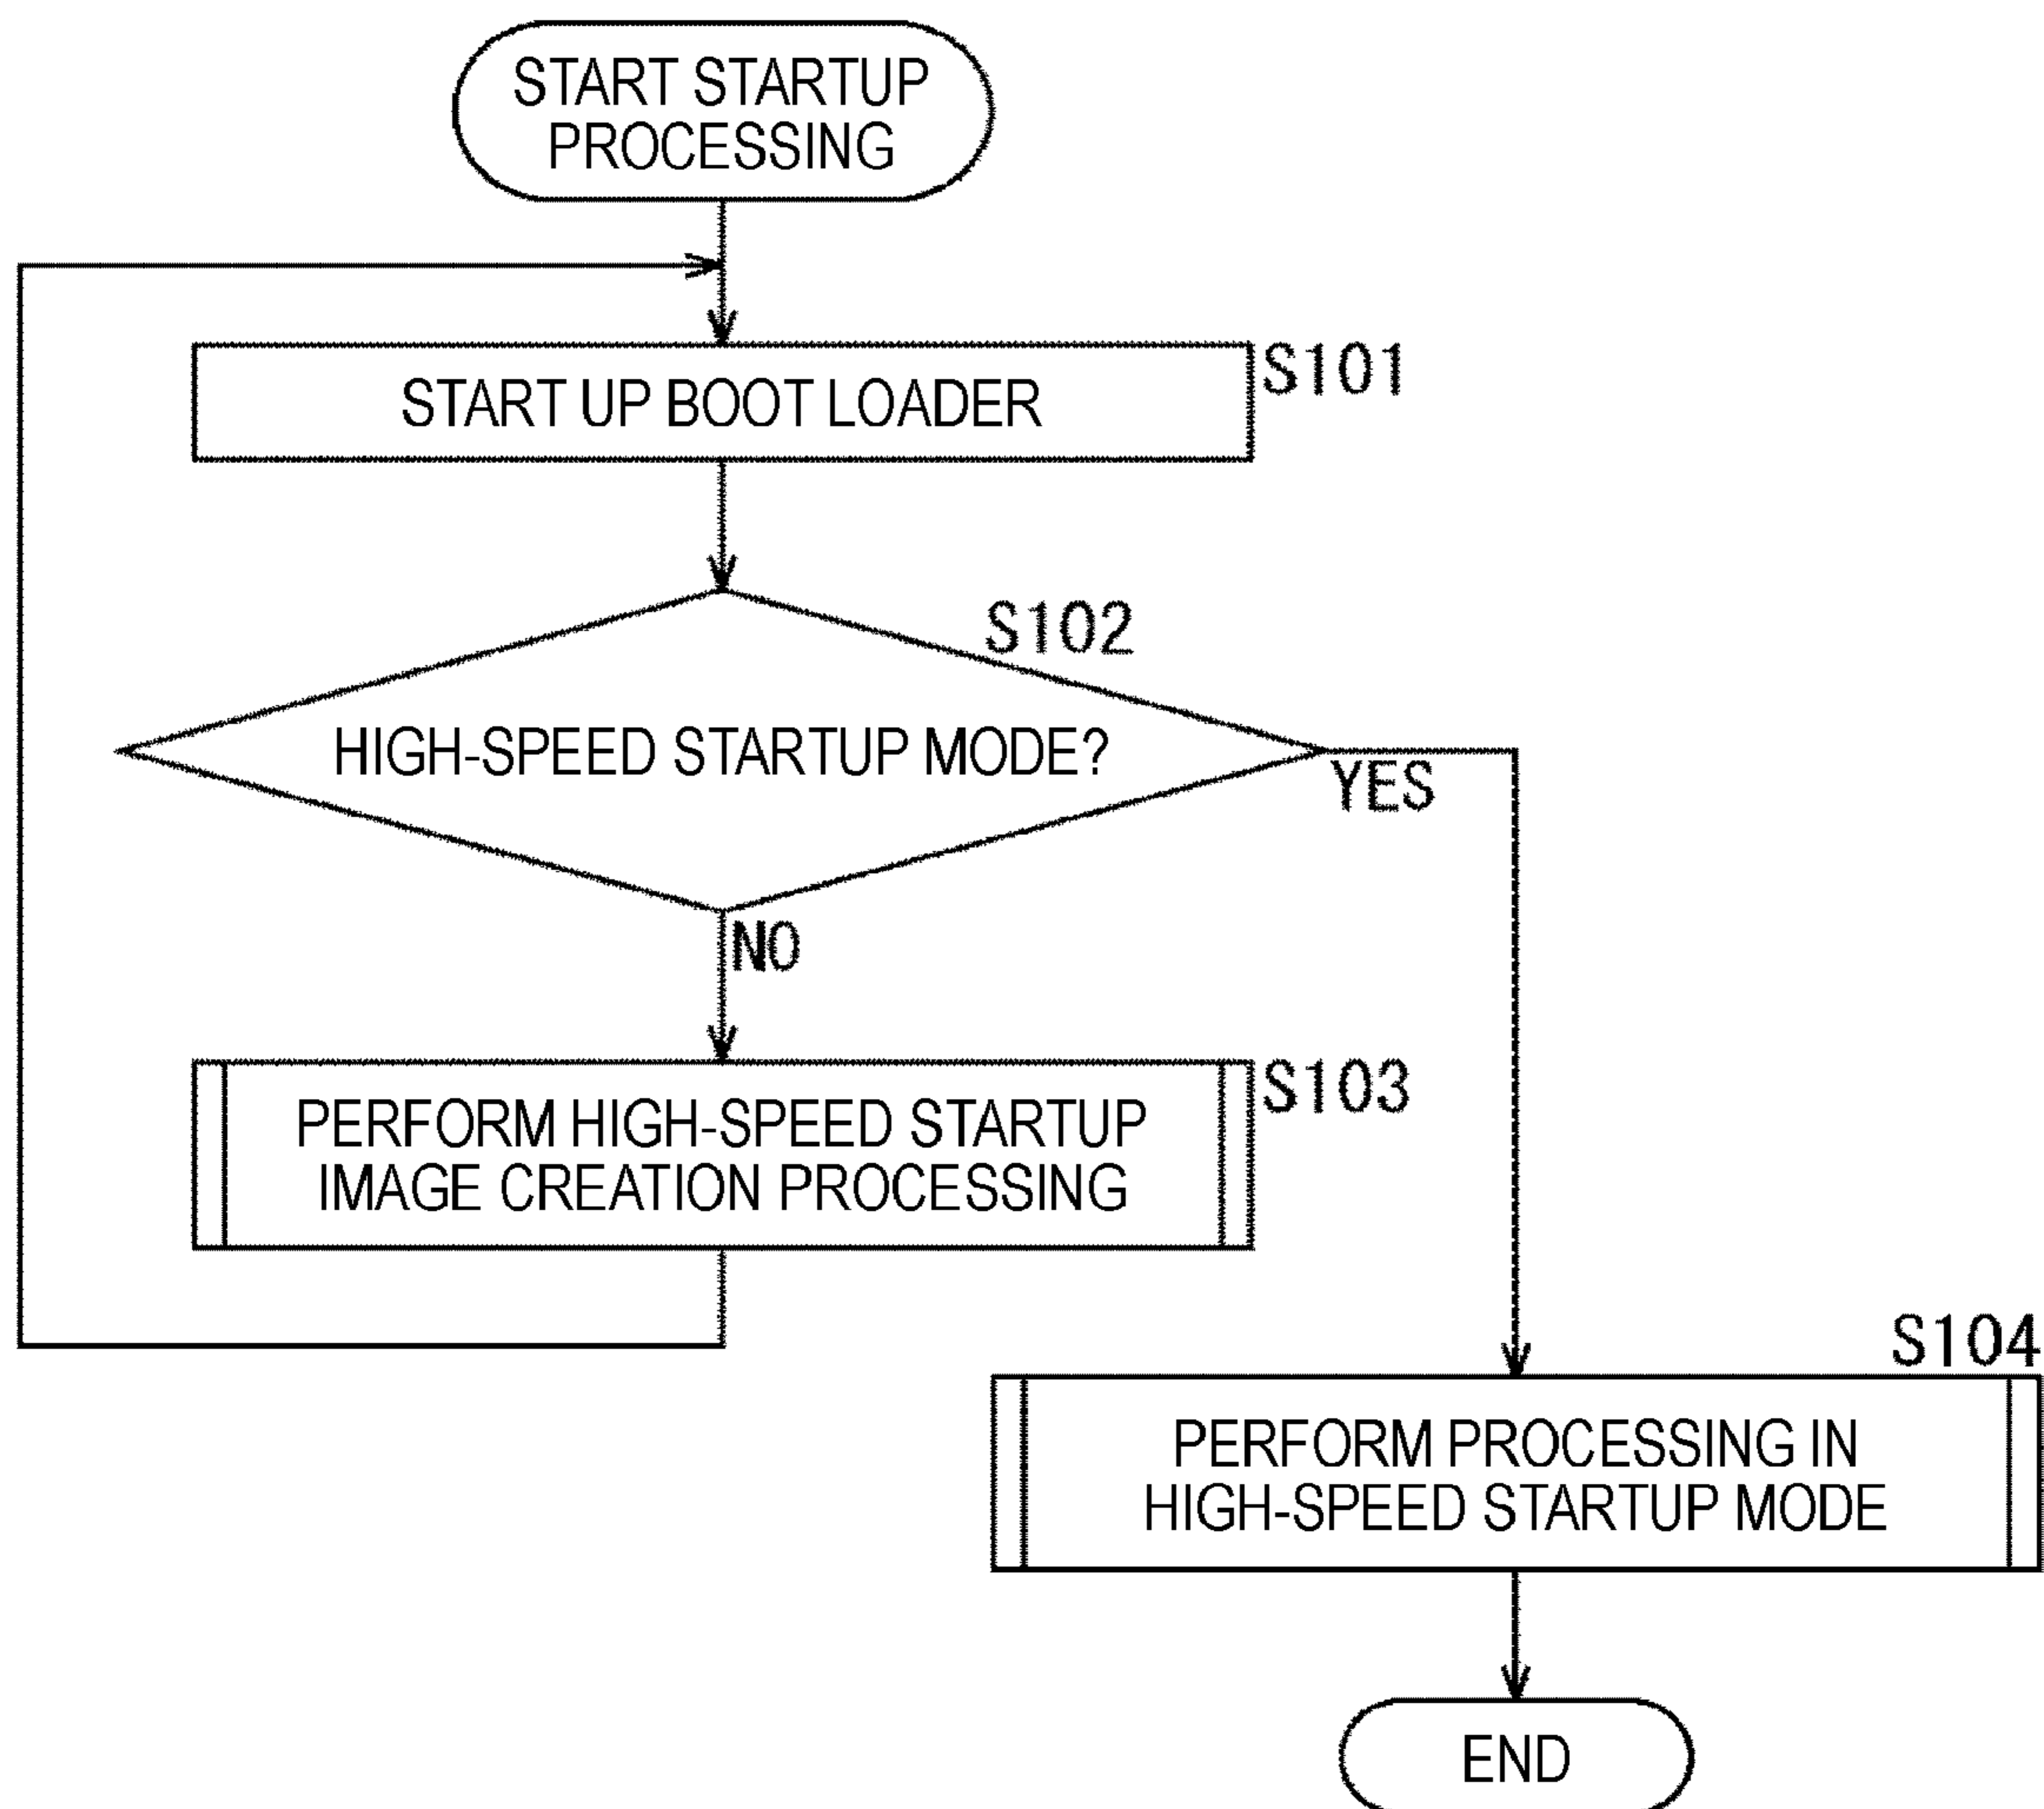 START STARTUP
PROCESSING
START UP BOOT LOADER
S101
S102
HIGH-SPEED STARTUP MODE?
YES
NO
S103
PERFORM HIGH-SPEED STARTUP
IMAGE CREATION PROCESSING
S104
PERFORM PROCESSING IN
HIGH-SPEED STARTUP MODE
END